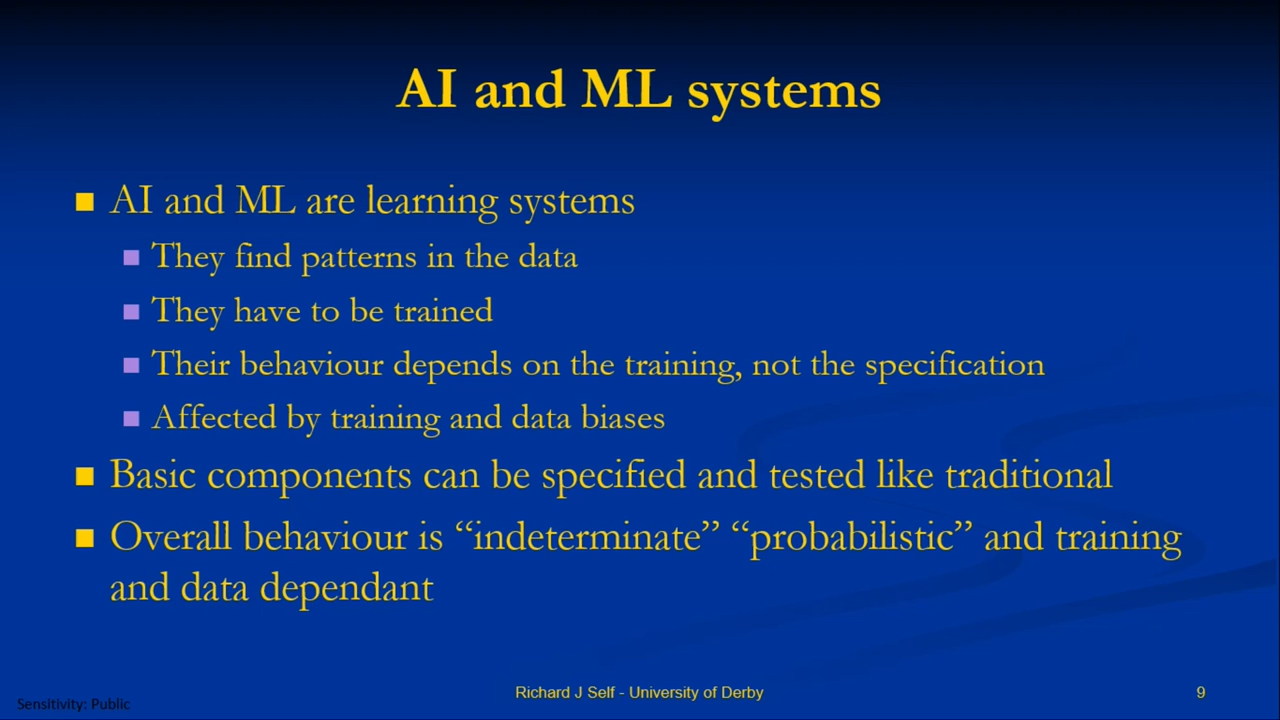 AI and ML systems
AI and ML are learning systems
They find patterns in the data
They have to be trained
Their behaviour depends on the training, not the specification
Affected by training and data biases
Basic components can be specified and tested like traditional
Overall behaviour is “indeterminate” “probabilistic” and training
and data dependant
Richard J Self - University of Derby
9
Sensitivity: Public